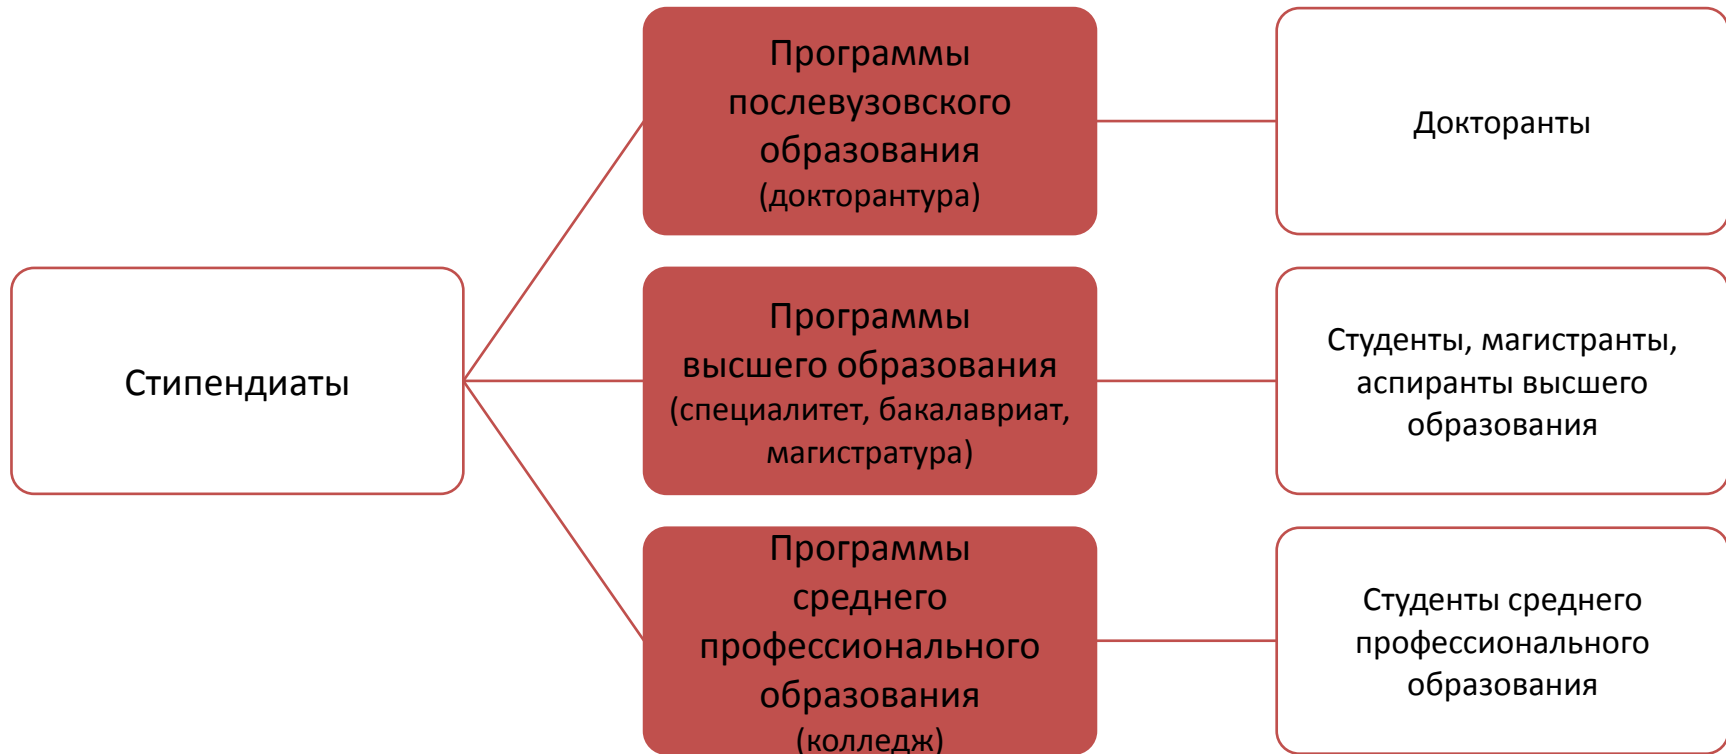 Стипендиаты
Программы
послевузовского
образования
(докторантура)
Докторанты
Программы
высшего образования
(специалитет, бакалавриат,
магистратура)
Студенты, магистранты,
аспиранты высшего
образования
Программы
среднего
профессионального
образования
(колледж)
Студенты среднего
профессионального
образования